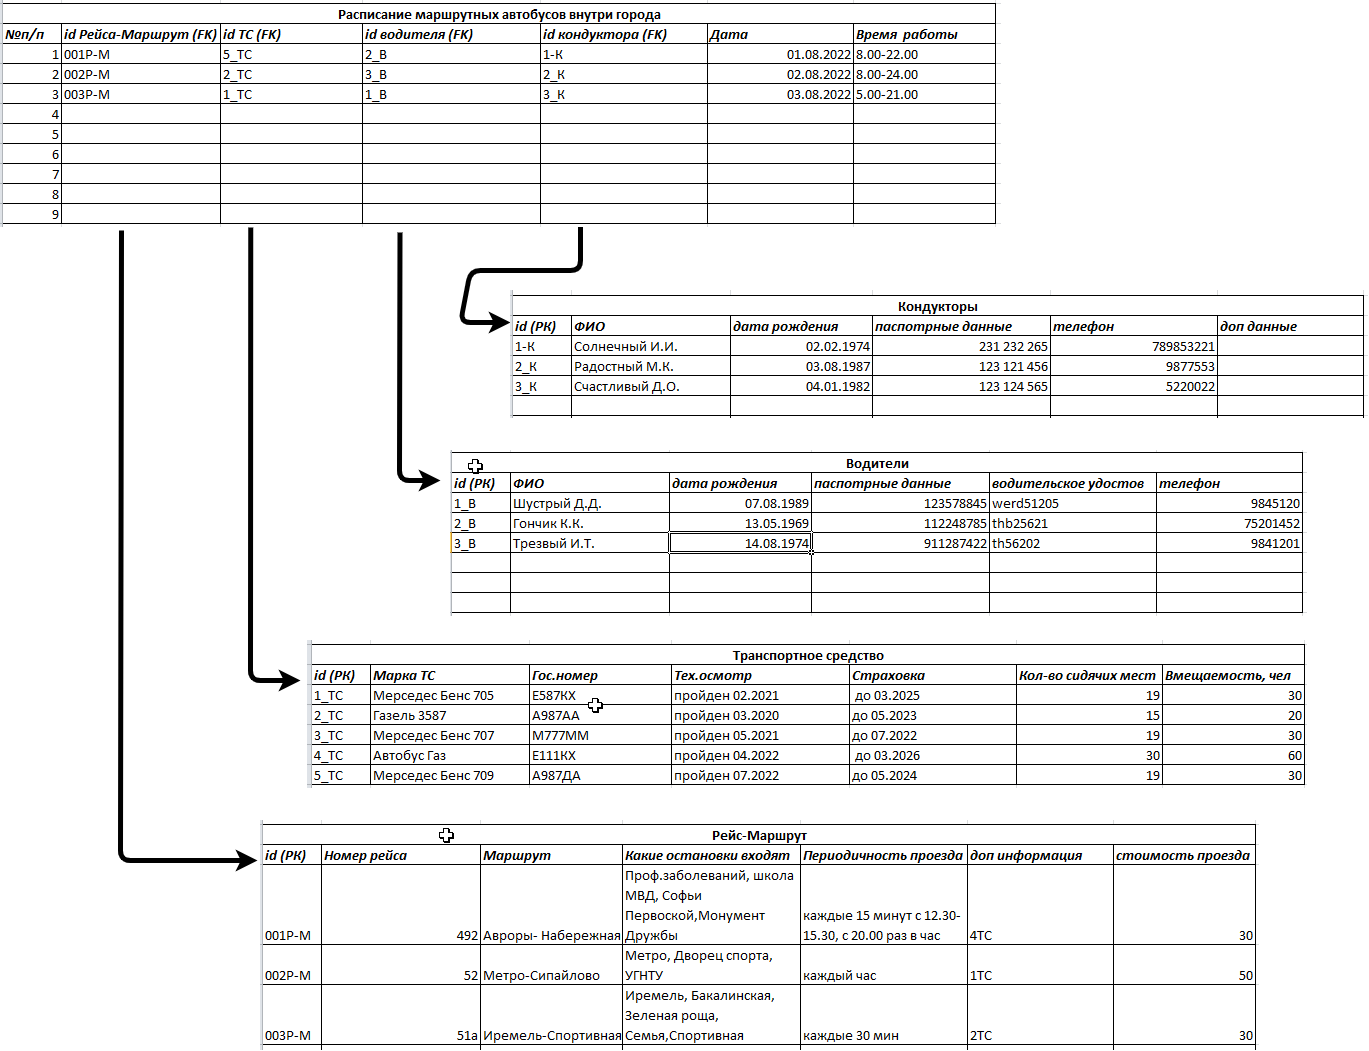 Расписание маршрутных автобусов внутри города
№п/п id Рейса-Маршрут (FK) id ТС (FK) id водителя (FK) id кондуктора (FK) Дата Время работы
1 001Р-М 5_ТС 2_В 1-К 01.08.2022 8.00-22.00
2 002Р-М 2_ТС 3_В 2_К 02.08.2022 8.00-24.00
3 003Р-М 1_ТС 1_В 3_К 03.08.2022 5.00-21.00
4
5
6
7
8
9
Кондукторы
id (РК) ФИО дата рождения паспотрные данные телефон доп данные
1-К Солнечный И.И. 02.02.1974 231 232 265 789853221
2_К Радостный М.К. 03.08.1987 123 121 456 9877553
3_К Счастливый Д.О. 04.01.1982 123 124 565 5220022
Водители
id (РК) ФИО дата рождения паспотрные данные водительское удостов телефон
1_В Шустрый Д.Д. 07.08.1989 123578845 werd51205 9845120
2_В Гончик К.К. 13.05.1969 112248785 thb25621 75201452
3_В Трезвый И.Т. 14.08.1974 911287422 th56202 9841201
Транспортное средство
id (РК) Марка ТС Гос.номер Тех.осмотр Страховка Кол-во сидячих мест Вмещаемость, чел
1_ТС Мерседес Бенс 705 Е587КХ пройден 02.2021 до 03.2025 19 30
2_ТС Газель 3587 А987АА пройден 03.2020 до 05.2023 15 20
3_ТС Мерседес Бенс 707 М777ММ пройден 05.2021 до 07.2022 19 30
4_ТС Автобус Газ Е111КХ пройден 04.2022 до 03.2026 30 60
5_ТС Мерседес Бенс 709 А987ДА пройден 07.2022 до 05.2024 19 30
Рейс-Маршрут
id (РК) Номер рейса Маршрут Какие остановки входят Периодичность проезда доп информация стоимость проезда
Проф.заболеваний, школа
МВД, Софьи
Первоской,Монумент каждые 15 минут с 12.30-
001Р-М 492 Авроры- Набережная Дружбы 15.30, с 20.00 раз в час 4ТС 30
Метро, Дворец спорта,
002Р-М 52 Метро-Сипайлово УГНТУ каждый час 1ТС 50
Иремель, Бакалинская,
Зеленая роща,
003Р-М 51а Иремель-Спортивная Семья,Спортивная каждые 30 мин 2ТС 30